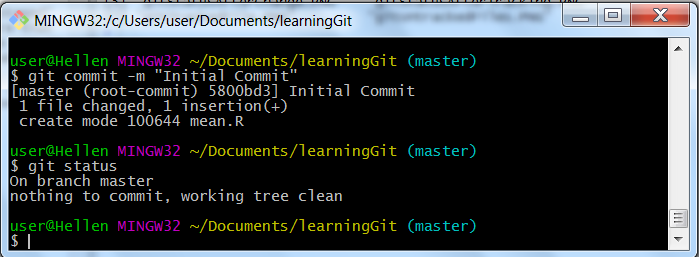 MINGW32:/c/Users/user/Documents/learningGit
user@Hellen MINGW32 ~/Documents/learningGit (master)
$ git commit -m "Initial Commit"
[master (root-commit) 5800bd3] Initial Commit
 1 file changed, 1 insertion(+)
 create mode 100644 mean.R
user@Hellen MINGW32 ~/Documents/learningGit (master)
$ git status
On branch master
nothing to commit, working tree clean
user@Hellen MINGW32 ~/Documents/learningGit (master)
$